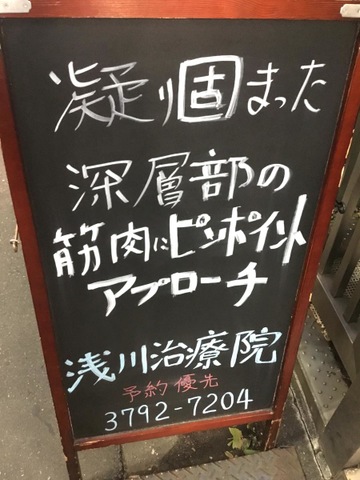 凝り固まった
深層部の
筋肉にピンポイント
アプローチ
浅川治療院
予約優先
3792-7204